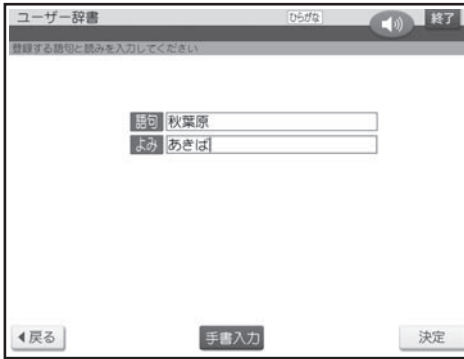 ユーザー辞書 ひらがな 終了
登録する語句と読みを入力してください
語句 秋葉原
よみ あきば
戻る 手書入力 決定